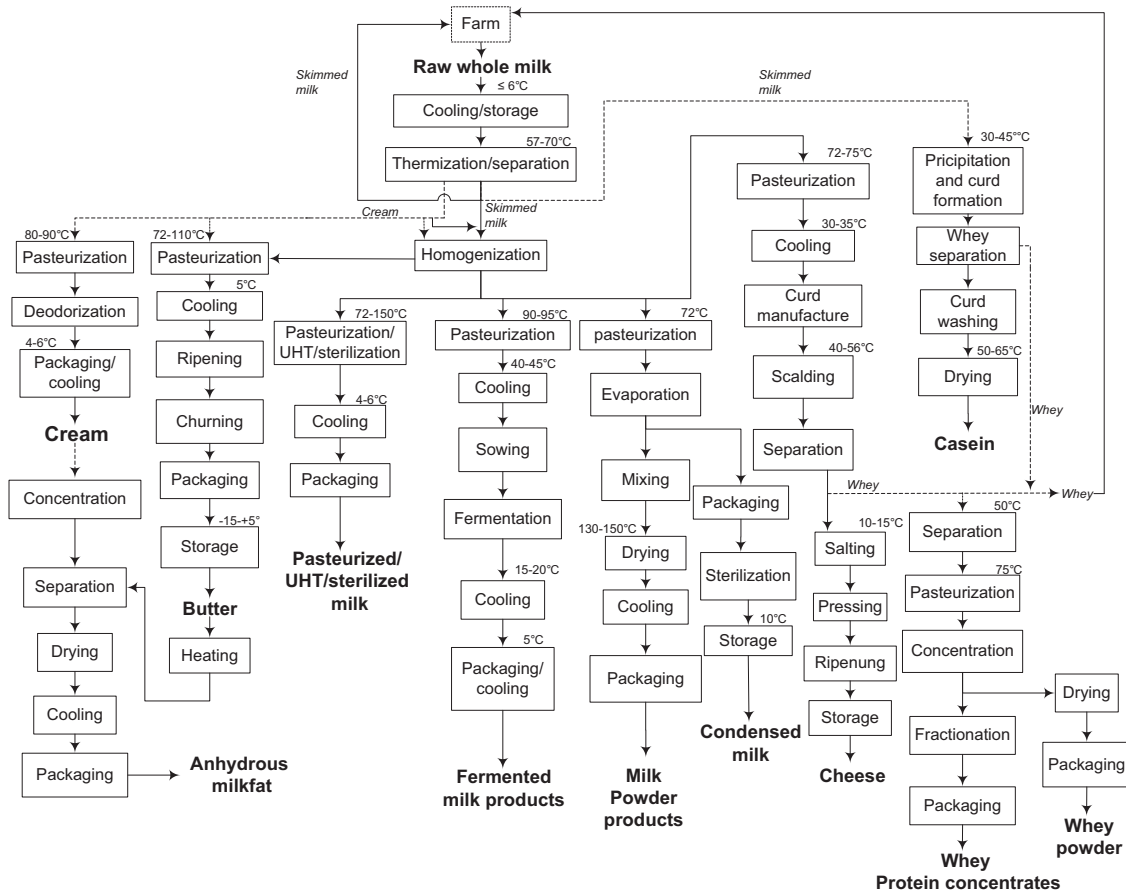 Farm
Skimmed
milk
Raw whole milk
≤ 6°C
Cooling/storage
57-70°C
Thermization/separation
Skimmed
milk
30-45°°C
Pricipitation
and curd
formation
72-75°C
Pasteurization
Cream
Skimmed
milk
80-90°C
Pasteurization
72-110°C
Pasteurization
Homogenization
30-35°C
Cooling
Whey
separation
Deodorization
5°C
Cooling
Curd
manufacture
Curd
washing
72-150°C
Pasteurization/
UHT/sterilization
90-95°C
Pasteurization
72°C
pasteurization
4-6°C
Packaging/
cooling
Ripening
40-56°C
Scalding
50-65°C
Drying
40-45°C
Cooling
Evaporation
Cream
Churning
4-6°C
Cooling
Sowing
Separation
Casein
Whey
Concentration
Packaging
Packaging
Mixing
Packaging
Whey
Whey
Fermentation
-15-+5°
Storage
130-150°C
Drying
10-15°C
Salting
50°C
Separation
Pasteurized/
UHT/sterilized
milk
Separation
Butter
15-20°C
Cooling
Cooling
Sterilization
Pressing
75°C
Pasteurization
Drying
Heating
5°C
Packaging/
cooling
Packaging
10°C
Storage
Ripenung
Concentration
Cooling
Storage
Drying
Fractionation
Packaging
Anhydrous
milkfat
Fermented
milk products
Milk
Powder
products
Condensed
milk
Cheese
Packaging
Packaging
Whey
powder
Whey
Protein concentrates